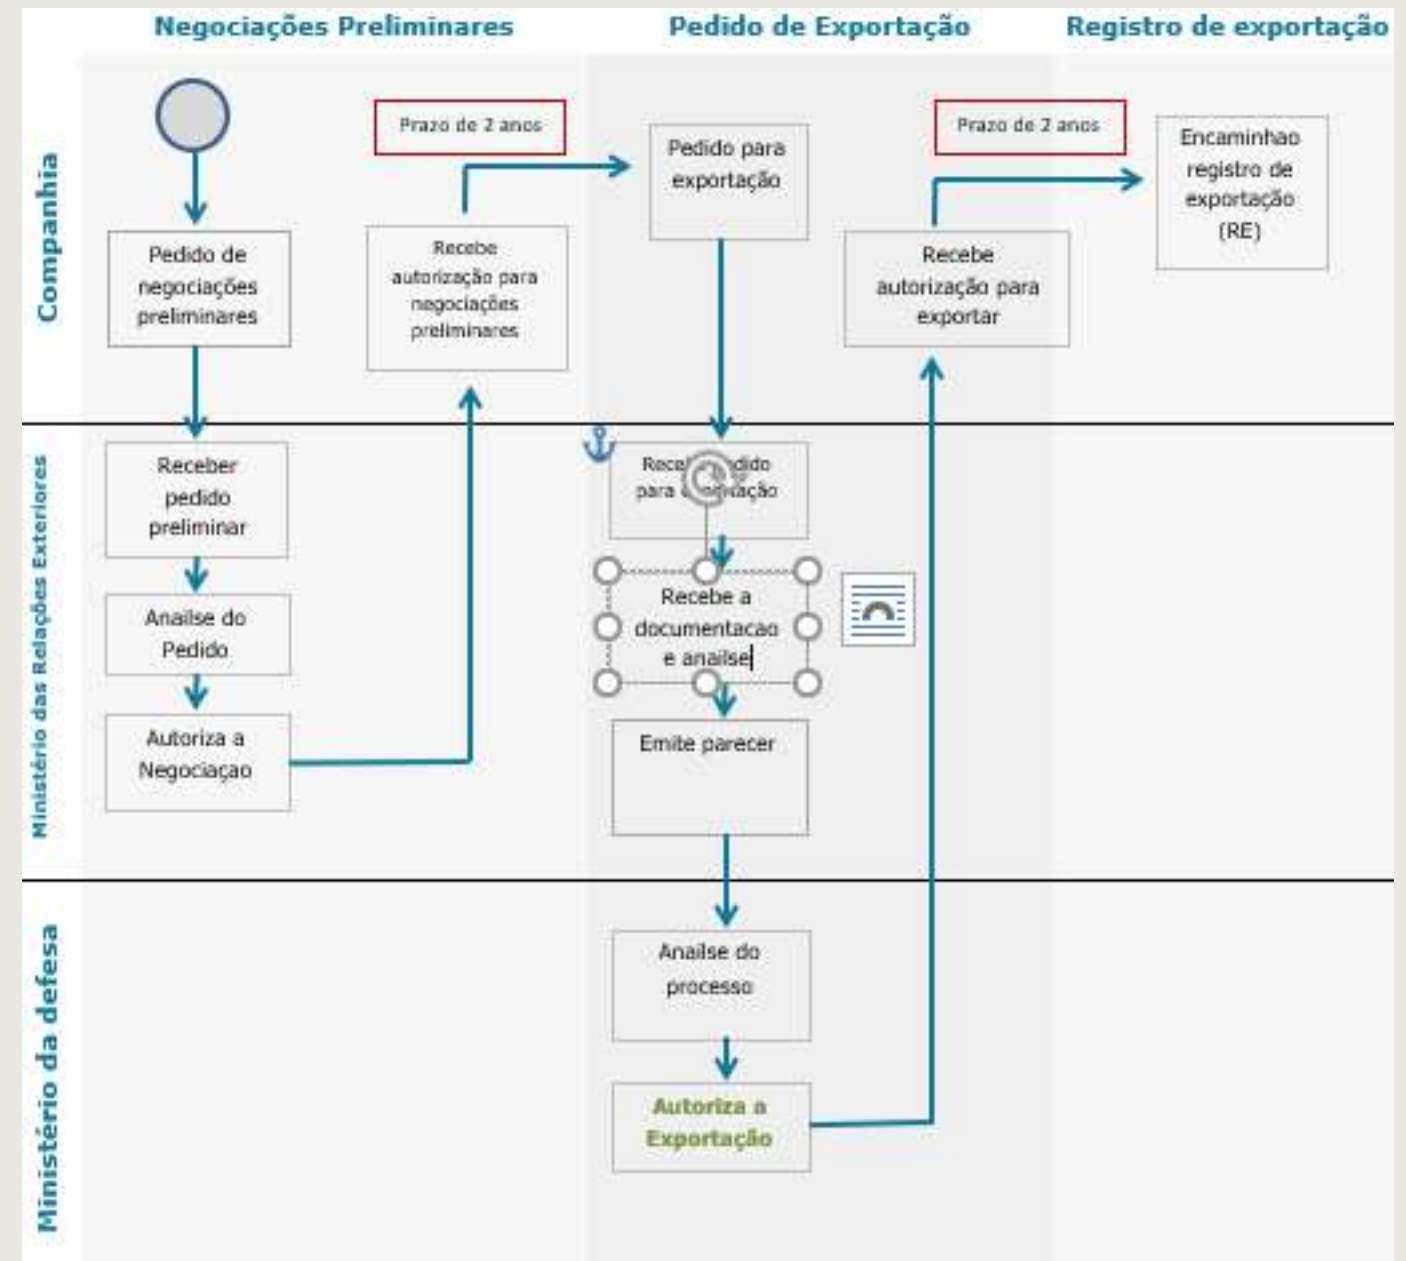 Negociações Preliminares
Pedido de Exportação
Registro de exportação
Companhia
Prazo de 2 anos
Pedido para
exportação
Prazo de 2 anos
Encaminhao
registro de
exportação
(RE)
Pedido de
negociações
preliminares
Recebe
autorização para
negociações
preliminares
Recebe
autorização para
exportar
Ministério das Relações Exteriores
Receber
pedido
preliminar
Anailse do
Pedido
Autoriza a
Negociaçao
para
Recebe a
documentacao
e anailse
Emite parecer
Ministério da defesa
Anailse do
processo
Autoriza a
Exportação